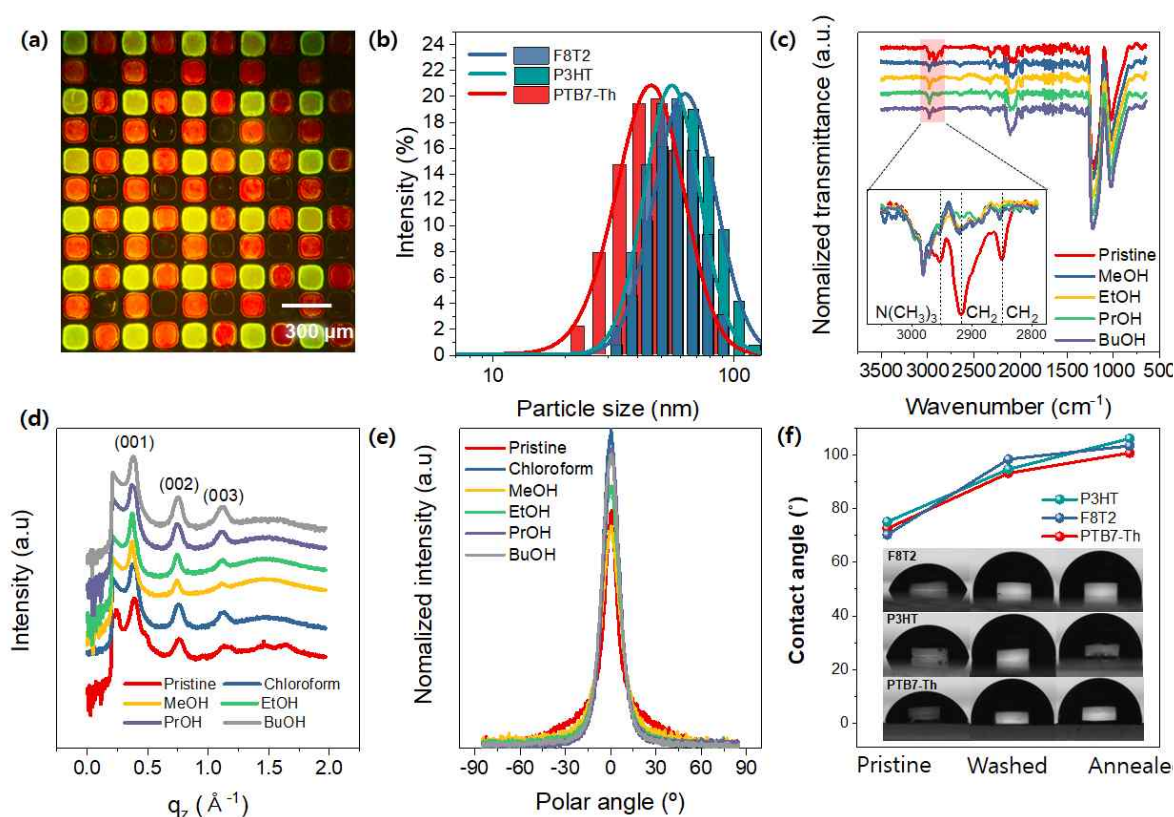 (a)
300 µm
(b)
24
22
20
18
16
14
12
10
8
6
4
2
0
Intensity (%)
F8T2
P3HT
PTB7-Th
10
100
Particle size (nm)
(c)
Nomalized transmittance (a.u.)
N(CH₃)₃
CH₂
CH₂
3000
2900
2800
Pristine
MeOH
EtOH
PrOH
BuOH
3500 3000 2500 2000 1500 1000 500
Wavenumber (cm⁻¹)
(d)
Intensity (a.u)
(001)
(002)
(003)
Pristine
Chloroform
MeOH
EtOH
PrOH
BuOH
0.0 0.5 1.0 1.5 2.0
q_z (Å⁻¹)
(e)
Nomalized intensity (a.u)
Pristine
Chloroform
MeOH
EtOH
PrOH
BuOH
-90 -60 -30 0 30 60 90
Polar angle (º)
(f)
Contact angle (˚)
100
80
60
40
20
0
P3HT
F8T2
PTB7-Th
F8T2
P3HT
PTB7-Th
Pristine Washed Annealed